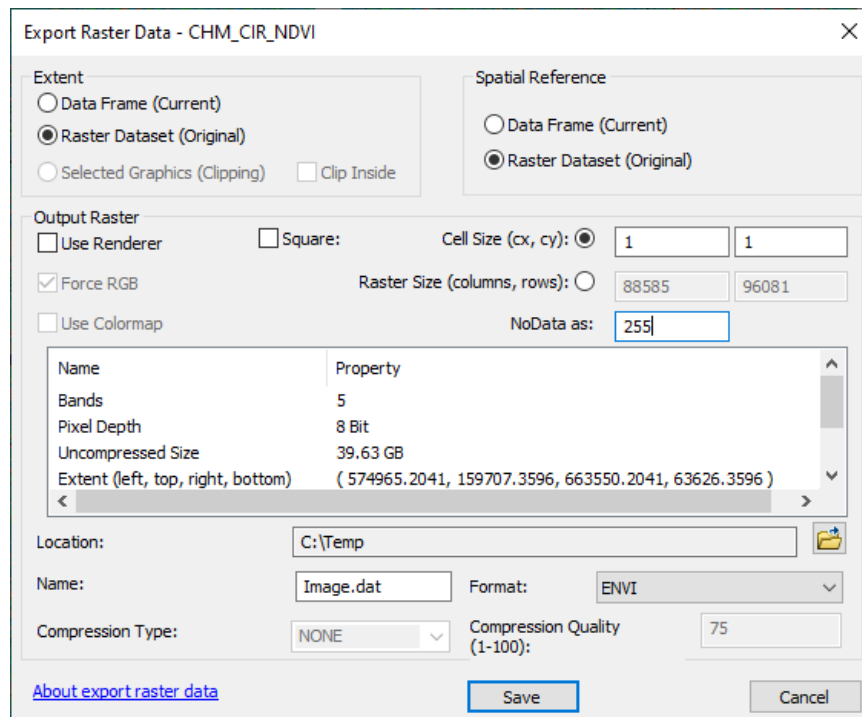 Export Raster Data - CHM_CIR_NDVI
Extent
Data Frame (Current)
Raster Dataset (Original)
Selected Graphics (Clipping) Clip Inside
Spatial Reference
Data Frame (Current)
Raster Dataset (Original)
Output Raster
Use Renderer Square: Cell Size (cx, cy): 1 1
Force RGB Raster Size (columns, rows): 88585 96081
Use Colormap NoData as: 255
Name Property
Bands 5
Pixel Depth 8 Bit
Uncompressed Size 39.63 GB
Extent (left, top, right, bottom) ( 574965.2041, 159707.3596, 663550.2041, 63626.3596 )
Location: C:\Temp
Name: Image.dat Format: ENVI
Compression Type: NONE Compression Quality (1-100): 75
About export raster data Save Cancel